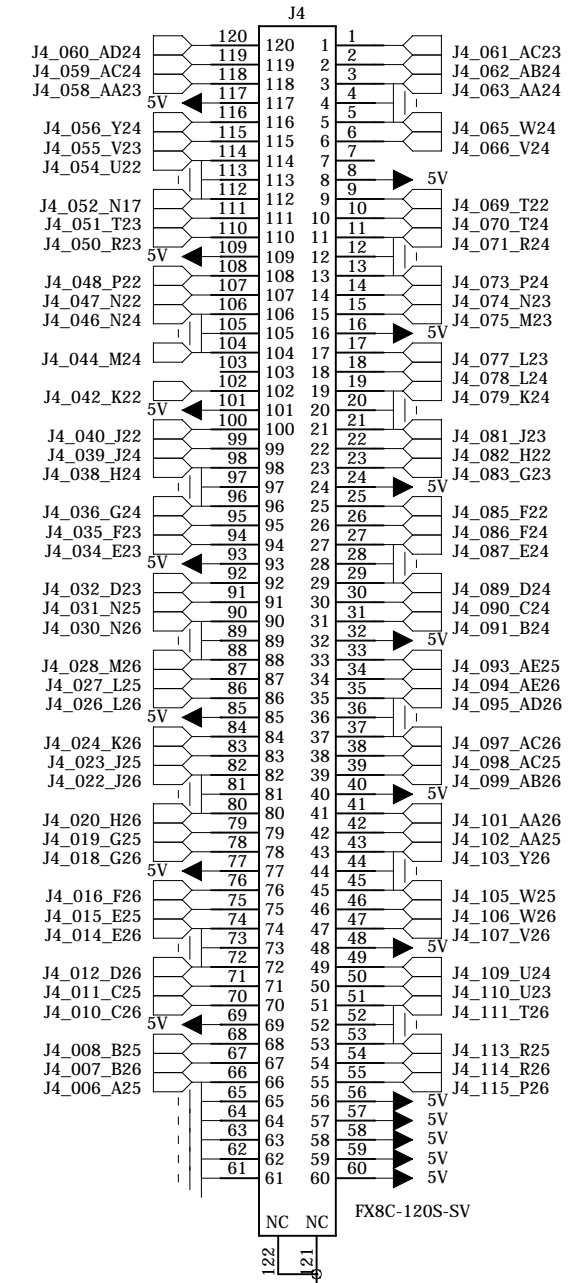 J4
J4_060_AD24 120 120 1 1 J4_061_AC23
J4_059_AC24 119 119 2 2 J4_062_AB24
J4_058_AA23 118 118 3 3 J4_063_AA24
5V 117 117 4 4
J4_056_Y24 116 116 5 5 J4_065_W24
J4_055_V23 115 115 6 6 J4_066_V24
J4_054_U22 114 114 7 7
113 113 8 8 5V
J4_052_N17 112 112 9 9 J4_069_T22
J4_051_T23 111 111 10 10 J4_070_T24
J4_050_R23 110 110 11 11 J4_071_R24
5V 109 109 12 12
J4_048_P22 108 108 13 13 J4_073_P24
J4_047_N22 107 107 14 14 J4_074_N23
J4_046_N24 106 106 15 15 J4_075_M23
105 105 16 16 5V
J4_044_M24 104 104 17 17 J4_077_L23
103 103 18 18 J4_078_L24
J4_042_K22 102 102 19 19 J4_079_K24
5V 101 101 20 20
J4_040_J22 100 100 21 21 J4_081_J23
J4_039_J24 99 99 22 22 J4_082_H22
J4_038_H24 98 98 23 23 J4_083_G23
97 97 24 24 5V
J4_036_G24 96 96 25 25 J4_085_F22
J4_035_F23 95 95 26 26 J4_086_F24
J4_034_E23 94 94 27 27 J4_087_E24
5V 93 93 28 28
J4_032_D23 92 92 29 29 J4_089_D24
J4_031_N25 91 91 30 30 J4_090_C24
J4_030_N26 90 90 31 31 J4_091_B24
89 89 32 32 5V
J4_028_M26 88 88 33 33 J4_093_AE25
J4_027_L25 87 87 34 34 J4_094_AE26
J4_026_L26 86 86 35 35 J4_095_AD26
5V 85 85 36 36
J4_024_K26 84 84 37 37 J4_097_AC26
J4_023_J25 83 83 38 38 J4_098_AC25
J4_022_J26 82 82 39 39 J4_099_AB26
81 81 40 40 5V
J4_020_H26 80 80 41 41 J4_101_AA26
J4_019_G25 79 79 42 42 J4_102_AA25
J4_018_G26 78 78 43 43 J4_103_Y26
5V 77 77 44 44
J4_016_F26 76 76 45 45 J4_105_W25
J4_015_E25 75 75 46 46 J4_106_W26
J4_014_E26 74 74 47 47 J4_107_V26
73 73 48 48 5V
J4_012_D26 72 72 49 49 J4_109_U24
J4_011_C25 71 71 50 50 J4_110_U23
J4_010_C26 70 70 51 51 J4_111_T26
5V 69 69 52 52
J4_008_B25 68 68 53 53 J4_113_R25
J4_007_B26 67 67 54 54 J4_114_R26
J4_006_A25 66 66 55 55 J4_115_P26
65 65 56 56 5V
64 64 57 57 5V
63 63 58 58 5V
62 62 59 59 5V
61 61 60 60 5V
FX8C-120S-SV
NC NC
122 121